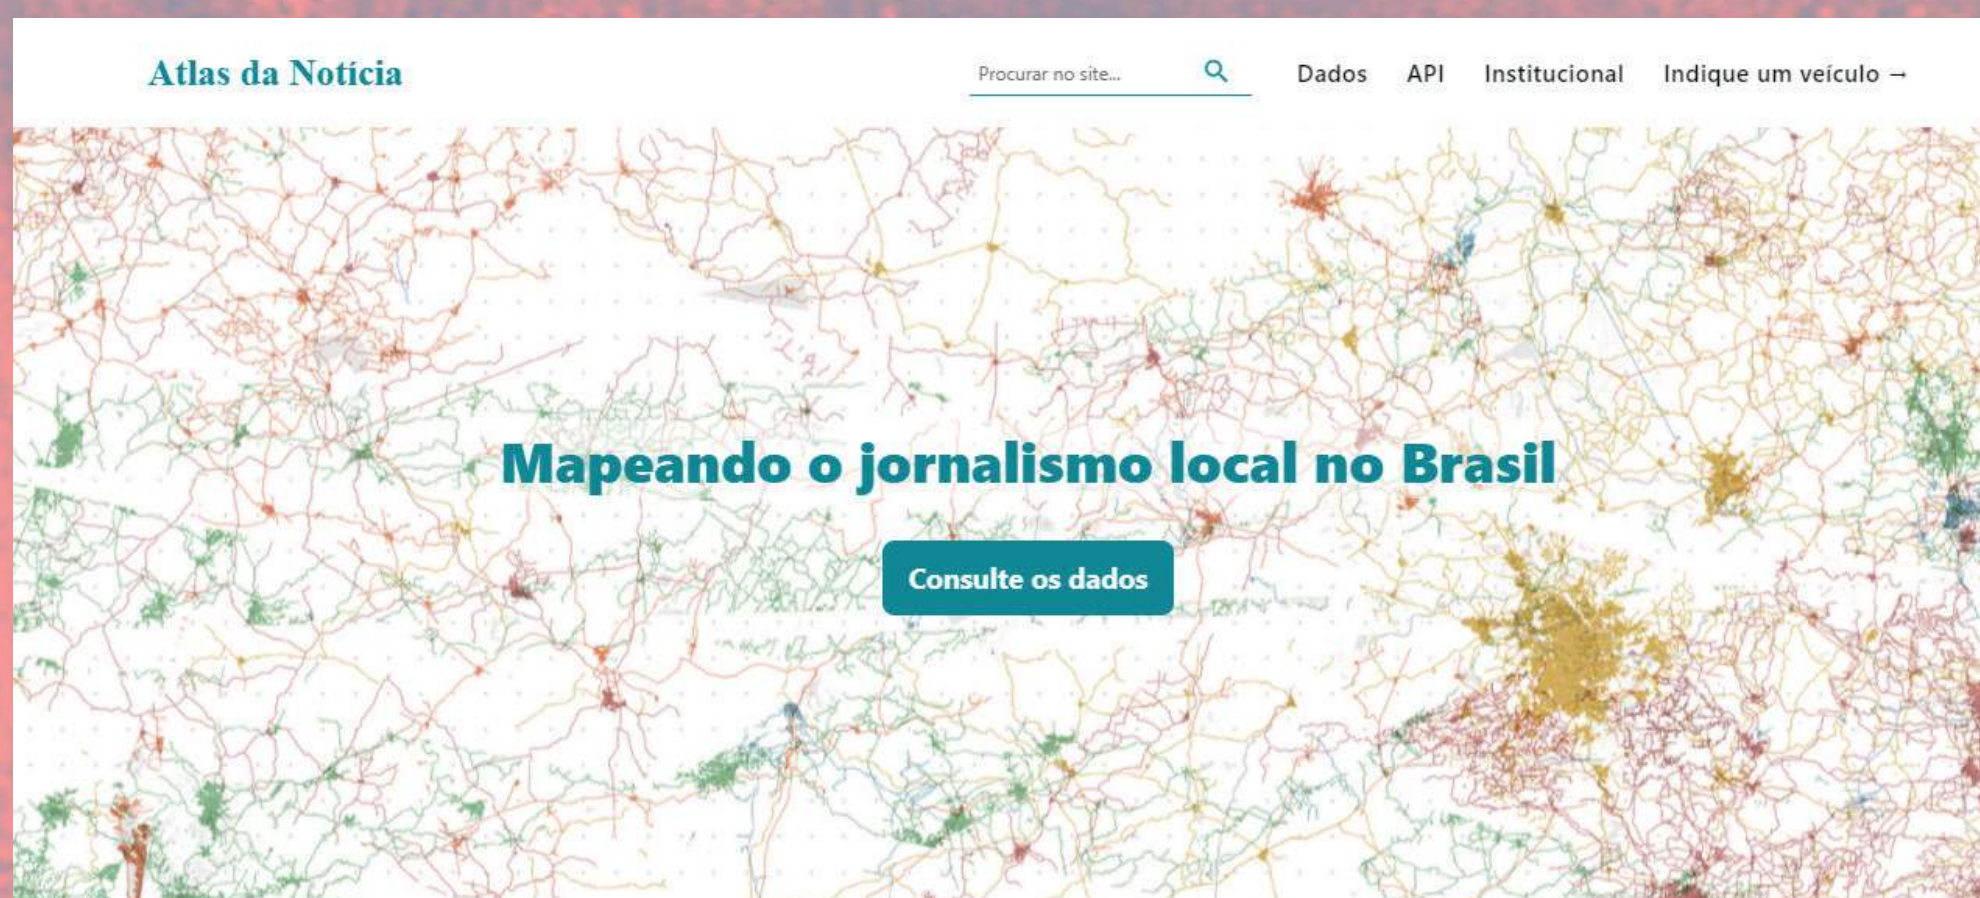 Atlas da Notícia
Procurar no site...
Dados API Institucional Indique um veículo →
Mapeando o jornalismo local no Brasil
Consulte os dados